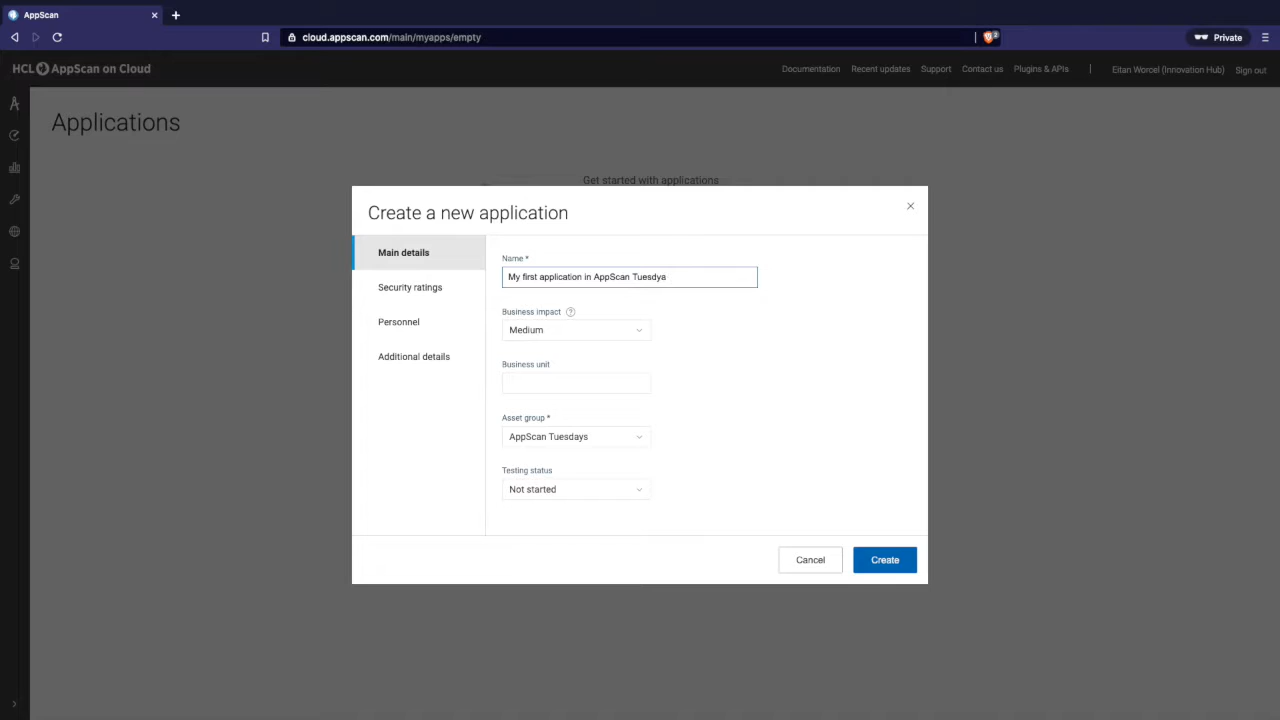 AppScan
cloud.appscan.com/main/myapps/empty
2
Private
HCL AppScan on Cloud
Documentation
Recent updates
Support
Contact us
Plugins & APIs
Eitan Worcel (Innovation Hub)
Sign out
Applications
Get started with applications
Create a new application
Main details
Security ratings
Personnel
Additional details
Name *
My first application in AppScan Tuesdya
Business impact
?
Medium
Business unit
Asset group *
AppScan Tuesdays
Testing status
Not started
Cancel
Create